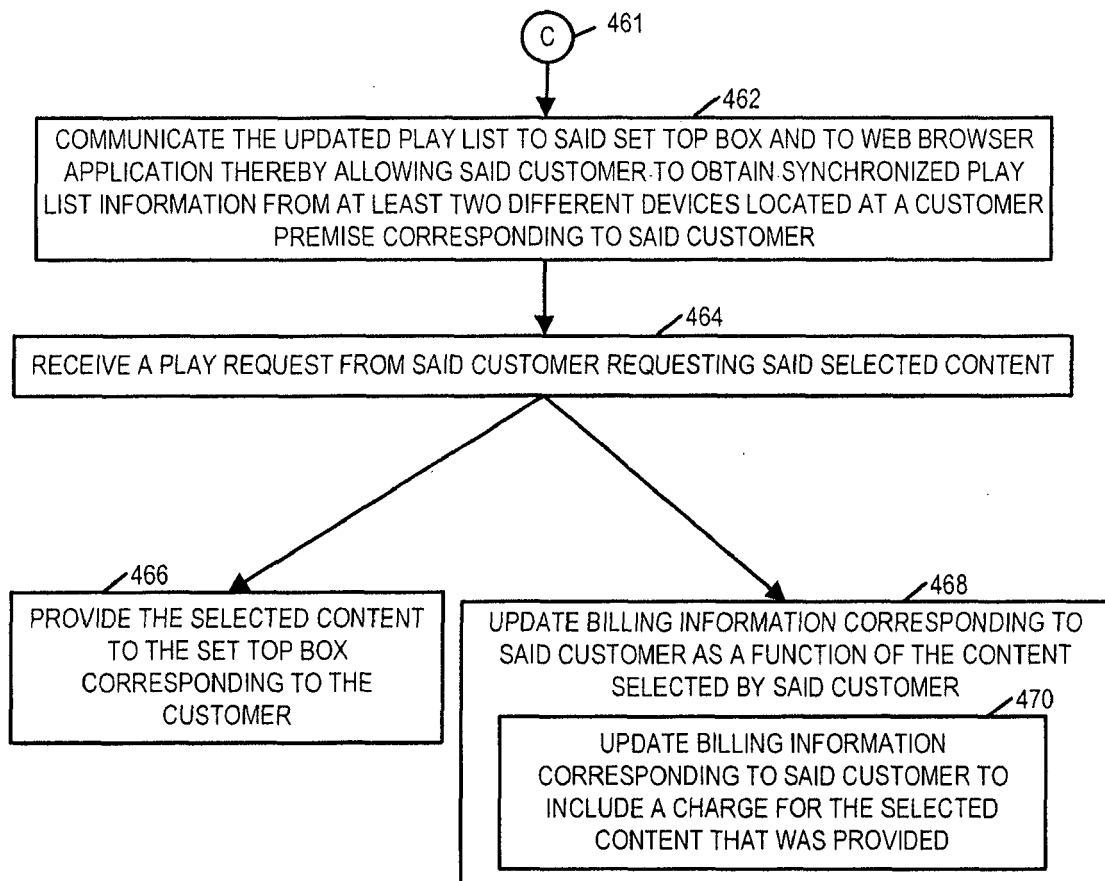 C
461
462
COMMUNICATE THE UPDATED PLAY LIST TO SAID SET TOP BOX AND TO WEB BROWSER
APPLICATION THEREBY ALLOWING SAID CUSTOMER TO OBTAIN SYNCHRONIZED PLAY
LIST INFORMATION FROM AT LEAST TWO DIFFERENT DEVICES LOCATED AT A CUSTOMER
PREMISE CORRESPONDING TO SAID CUSTOMER
464
RECEIVE A PLAY REQUEST FROM SAID CUSTOMER REQUESTING SAID SELECTED CONTENT
466
PROVIDE THE SELECTED CONTENT
TO THE SET TOP BOX
CORRESPONDING TO THE
CUSTOMER
468
UPDATE BILLING INFORMATION CORRESPONDING TO
SAID CUSTOMER AS A FUNCTION OF THE CONTENT
SELECTED BY SAID CUSTOMER
470
UPDATE BILLING INFORMATION
CORRESPONDING TO SAID CUSTOMER TO
INCLUDE A CHARGE FOR THE SELECTED
CONTENT THAT WAS PROVIDED